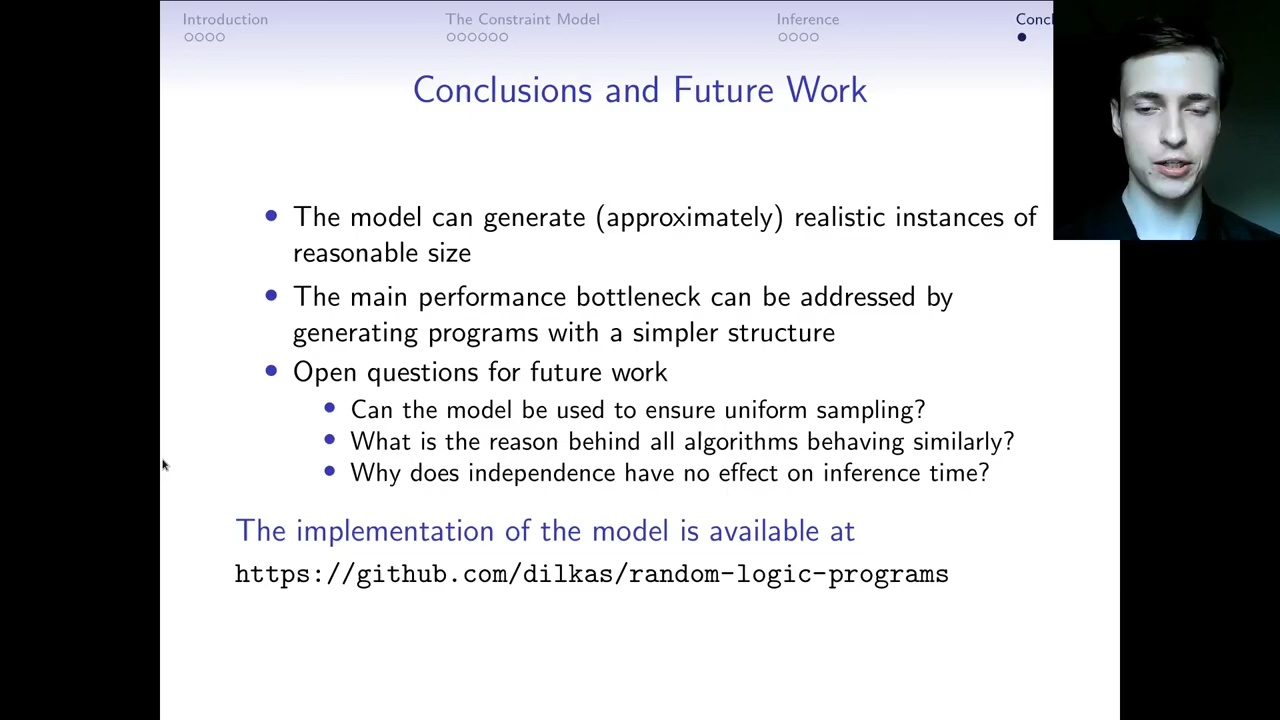 Introduction
The Constraint Model
Inference
Concl
Conclusions and Future Work
The model can generate (approximately) realistic instances of
reasonable size
The main performance bottleneck can be addressed by
generating programs with a simpler structure
Open questions for future work
Can the model be used to ensure uniform sampling?
What is the reason behind all algorithms behaving similarly?
Why does independence have no effect on inference time?
The implementation of the model is available at
https://github.com/dilkas/random-logic-programs